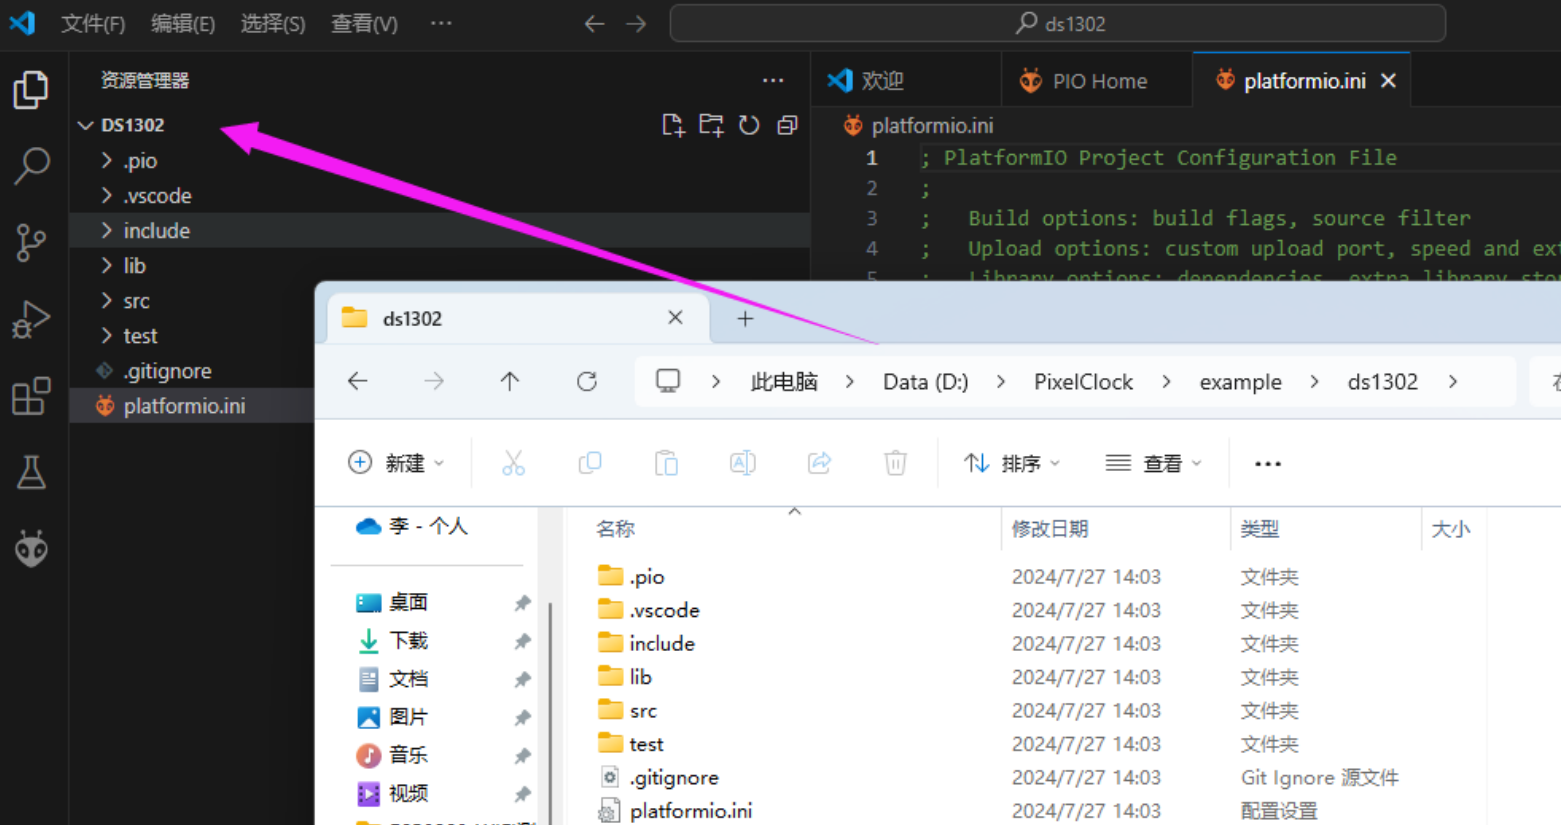 文件(F) 编辑(E) 选择(S) 查看(V) ··· ds1302
资源管理器 ···
欢迎 PIO Home platformio.ini
DS1302
platformio.ini
.pio
.vscode
include
lib
src
test
.gitignore
platformio.ini
1 ; PlatformIO Project Configuration File
2 ;
3 ; Build options: build flags, source filter
4 ; Upload options: custom upload port, speed and ext
5 ; Library options: dependencies, extra library sto
ds1302
此电脑 > Data (D:) > PixelClock > example > ds1302 >
新建 排序 查看 ···
李 - 个人
桌面
下载
文档
图片
音乐
视频
名称 修改日期 类型 大小
.pio 2024/7/27 14:03 文件夹
.vscode 2024/7/27 14:03 文件夹
include 2024/7/27 14:03 文件夹
lib 2024/7/27 14:03 文件夹
src 2024/7/27 14:03 文件夹
test 2024/7/27 14:03 文件夹
.gitignore 2024/7/27 14:03 Git Ignore 源文件
platformio.ini 2024/7/27 14:03 配置设置